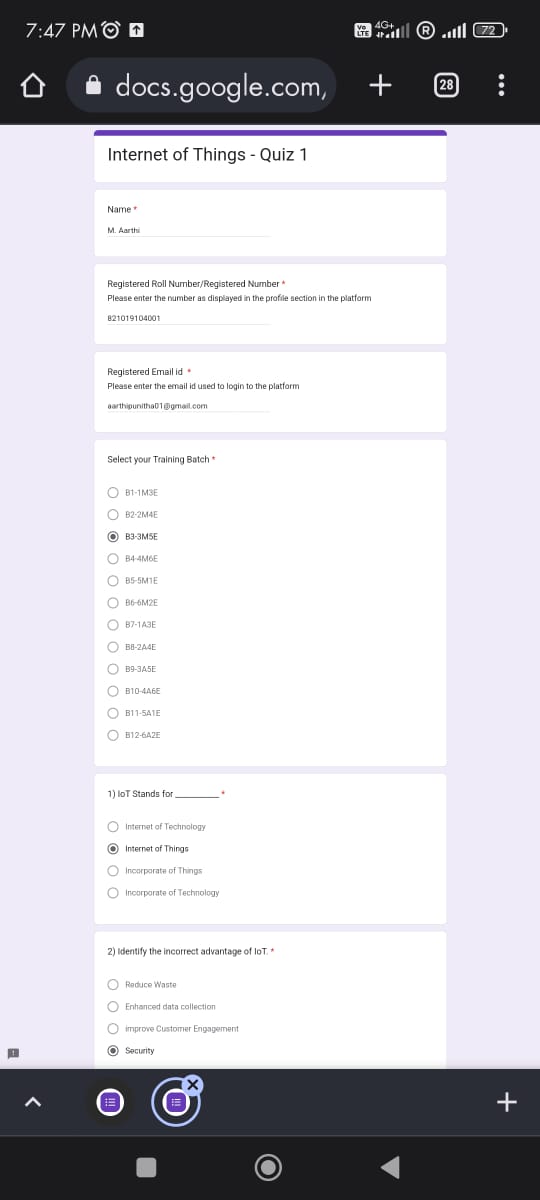 7:47 PM
Vo LTE 4G+ R 72
docs.google.com,
28
Internet of Things - Quiz 1
Name *
M. Aarthi
Registered Roll Number/Registered Number *
Please enter the number as displayed in the profile section in the platform
821019104001
Registered Email id *
Please enter the email id used to login to the platform
aarthipunitha01@gmail.com
Select your Training Batch *
B1-1M3E
B2-2M4E
B3-3M5E
B4-4M6E
B5-5M1E
B6-6M2E
B7-1A3E
B8-2A4E
B9-3A5E
B10-4A6E
B11-5A1E
B12-6A2E
1) IoT Stands for __________ *
Internet of Technology
Internet of Things
Incorporate of Things
Incorporate of Technology
2) Identify the incorrect advantage of IoT. *
Reduce Waste
Enhanced data collection
improve Customer Engagement
Security